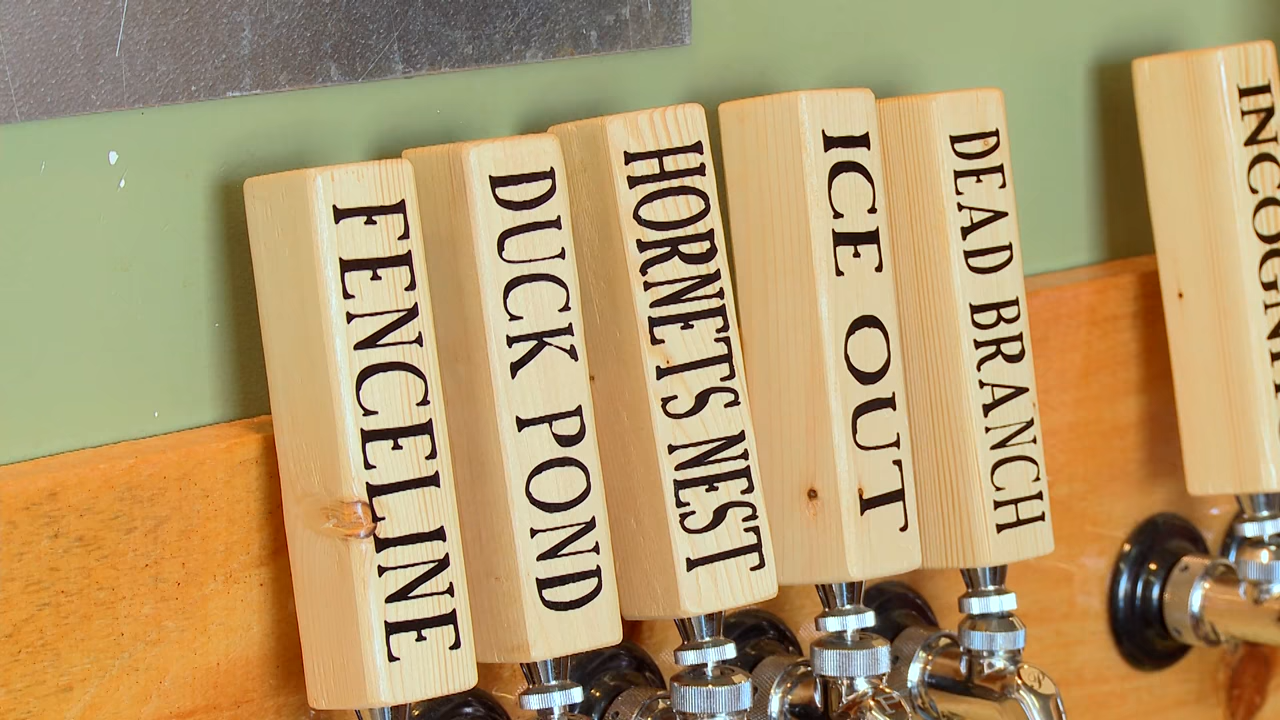 FENCELINE
DUCK POND
HORNETS NEST
ICE OUT
DEAD BRANCH